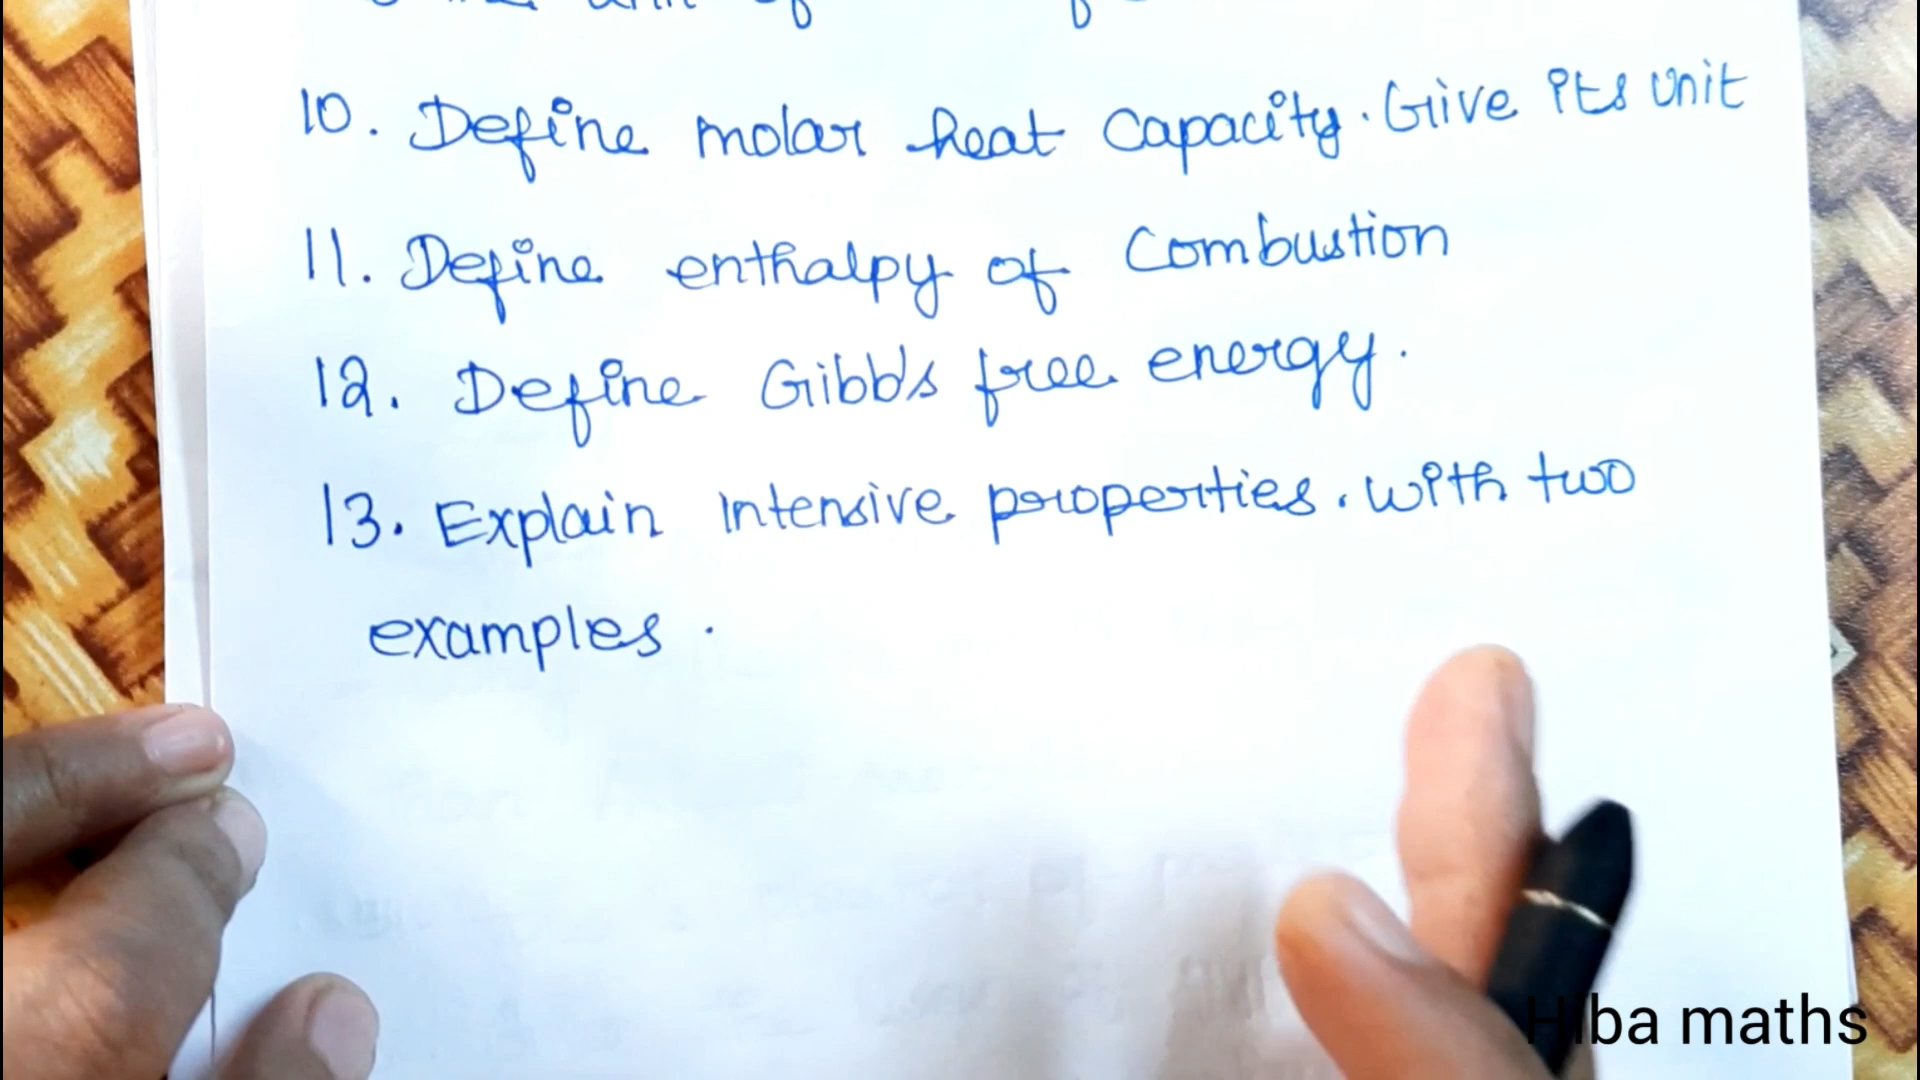 10. Define molar heat capacity. Give its unit
11. Define enthalpy of Combustion
12. Define Gibb's free energy.
13. Explain intensive properties. with two
examples.
Hiba maths